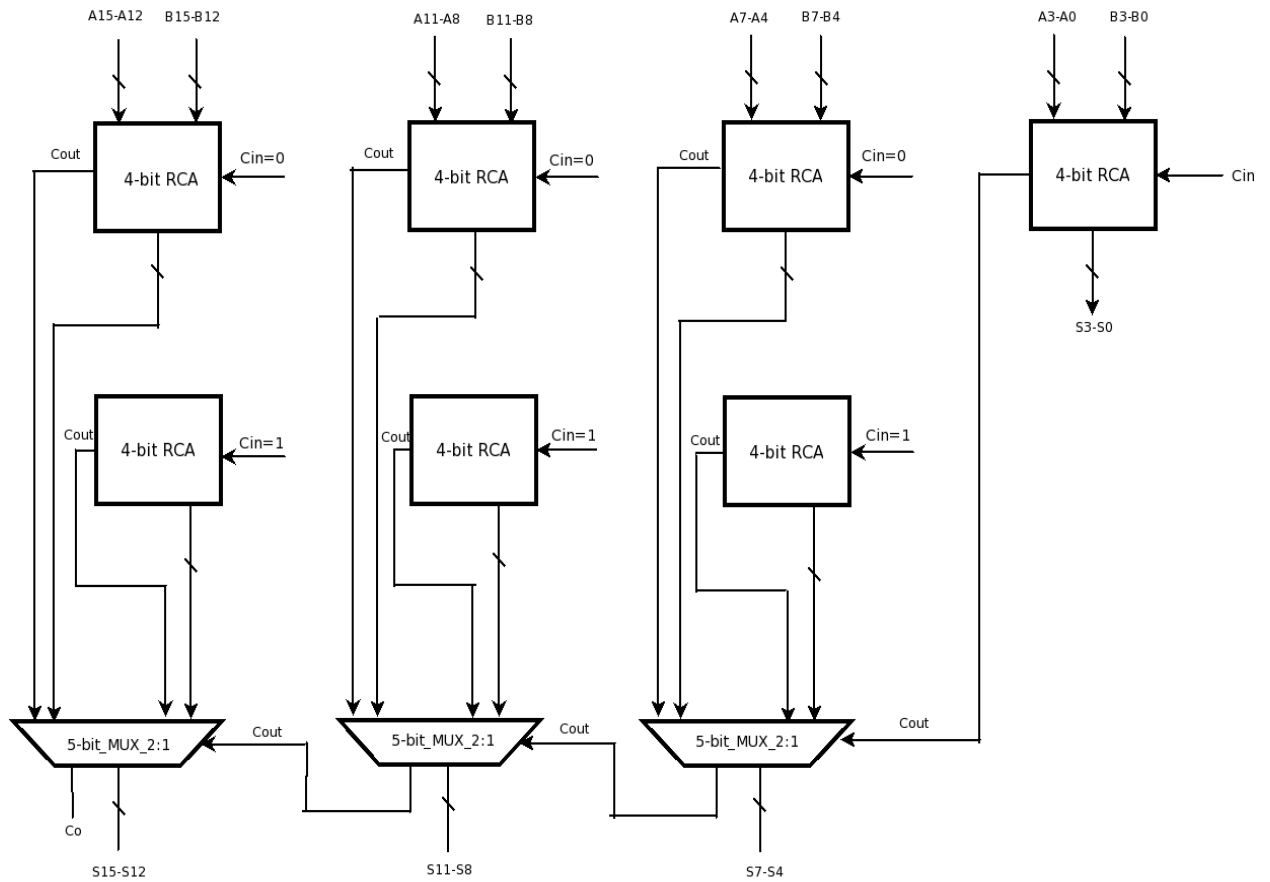 A15-A12 B15-B12 A11-A8 B11-B8 A7-A4 B7-B4 A3-A0 B3-B0
Cout 4-bit RCA Cin=0 Cout 4-bit RCA Cin=0 Cout 4-bit RCA Cin=0 4-bit RCA Cin
S3-S0
Cout 4-bit RCA Cin=1 Cout 4-bit RCA Cin=1 Cout 4-bit RCA Cin=1
5-bit_MUX_2:1 Cout 5-bit_MUX_2:1 Cout 5-bit_MUX_2:1 Cout
Co
S15-S12 S11-S8 S7-S4